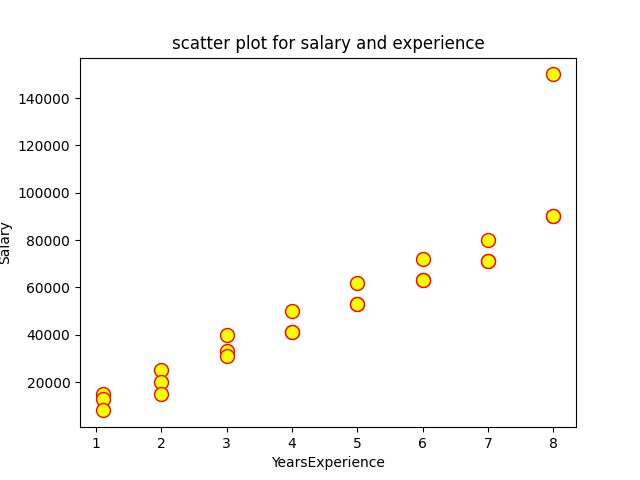 scatter plot for salary and experience
140000
120000
100000
80000
60000
40000
20000
Salary
1 2 3 4 5 6 7 8
YearsExperience